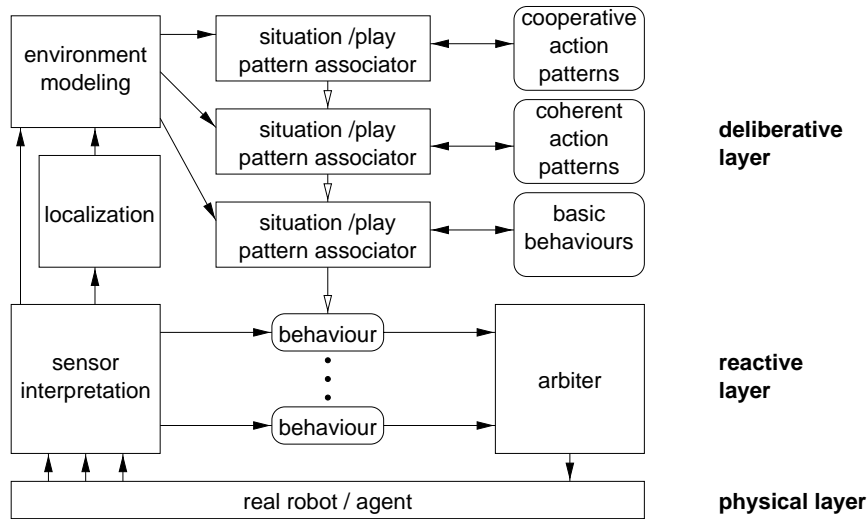 environment
modeling
situation /play
pattern associator
cooperative
action
patterns
situation /play
pattern associator
coherent
action
patterns
deliberative
layer
localization
situation /play
pattern associator
basic
behaviours
sensor
interpretation
behaviour
behaviour
arbiter
reactive
layer
real robot / agent
physical layer